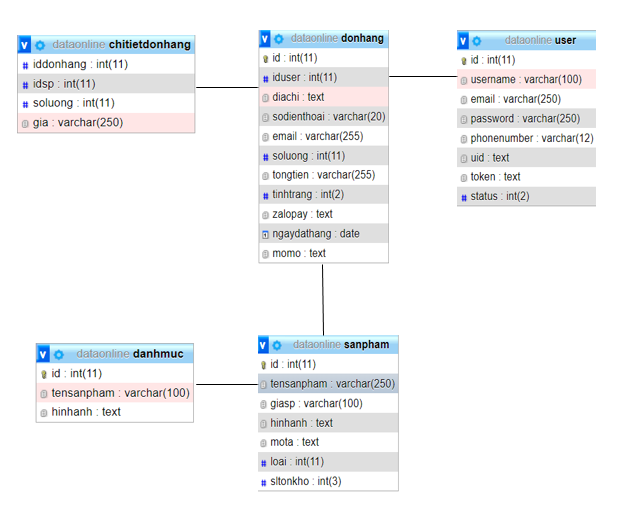 dataonline chitietdonhang
iddonhang : int(11)
idsp : int(11)
soluong : int(11)
gia : varchar(250)
dataonline donhang
id : int(11)
iduser : int(11)
diachi : text
sodienthoai : varchar(20)
email : varchar(255)
soluong : int(11)
tongtien : varchar(255)
tinhtrang : int(2)
zalopay : text
ngaydathang : date
momo : text
dataonline user
id : int(11)
username : varchar(100)
email : varchar(250)
password : varchar(250)
phonenumber : varchar(12)
uid : text
token : text
status : int(2)
dataonline danhmuc
id : int(11)
tensanpham : varchar(100)
hinhanh : text
dataonline sanpham
id : int(11)
tensanpham : varchar(250)
giasp : varchar(100)
hinhanh : text
mota : text
loai : int(11)
sltonkho : int(3)